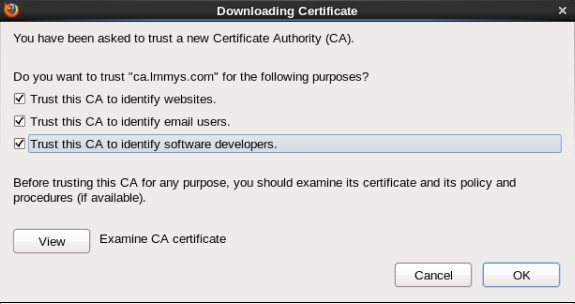 Downloading Certificate
You have been asked to trust a new Certificate Authority (CA).
Do you want to trust "ca.lmmys.com" for the following purposes?
Trust this CA to identify websites.
Trust this CA to identify email users.
Trust this CA to identify software developers.
Before trusting this CA for any purpose, you should examine its certificate and its policy and
procedures (if available).
View Examine CA certificate
Cancel OK